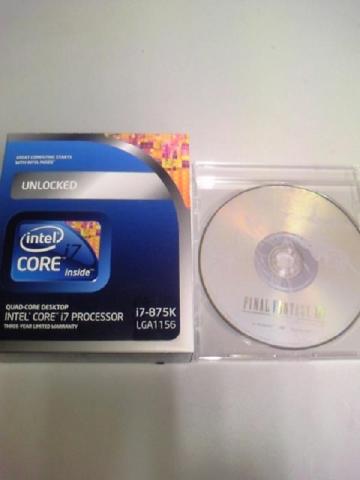 GREAT COMPUTING STARTS
WITH INTEL INSIDE
UNLOCKED
intel
i7
CORE
inside
QUAD-CORE DESKTOP
INTEL® CORE™ i7 PROCESSOR
THREE-YEAR LIMITED WARRANTY
i7-875K
LGA1156
FINAL FANTASY